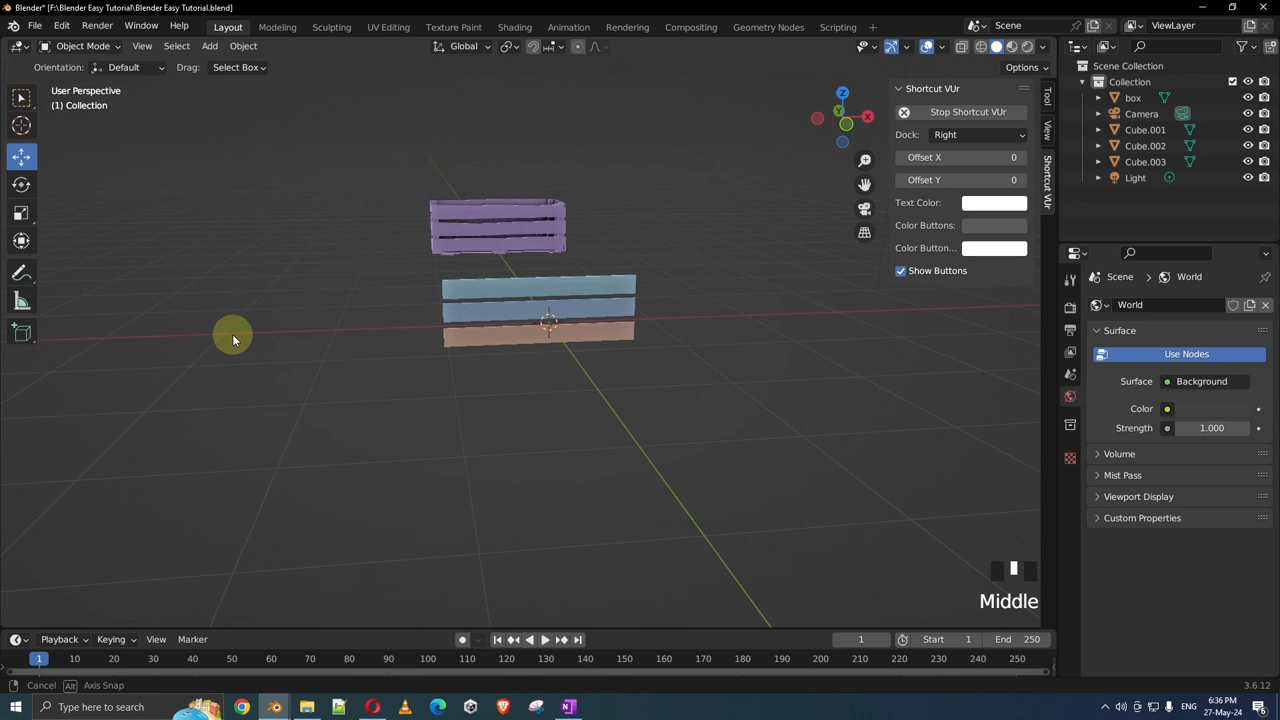 Blender* [F:\Blender Easy Tutorial\Blender Easy Tutorial.blend]
File Edit Render Window Help Layout Modeling Sculpting UV Editing Texture Paint Shading Animation Rendering Compositing Geometry Nodes Scripting Scene ViewLayer
Object Mode View Select Add Object Global
Orientation: Default Drag: Select Box Options
User Perspective
(1) Collection
Z
Y
X
Shortcut VUr
Stop Shortcut VUr
Dock: Right
Offset X 0
Offset Y 0
Text Color:
Color Buttons:
Color Button...
Show Buttons
Tool
View
Shortcut VUr
Scene Collection
Collection
box
Camera
Cube.001
Cube.002
Cube.003
Light
Scene World
World
Surface
Use Nodes
Surface Background
Color
Strength 1.000
Volume
Mist Pass
Viewport Display
Custom Properties
Middle
Playback Keying View Marker 1 Start 1 End 250
1 10 20 30 40 50 60 70 80 90 100 110 120 130 140 150 160 170 180 190 200 210 220 230 240 250
Cancel Alt Axis Snap 3.6.12
Type here to search
6:36 PM
27-May-24